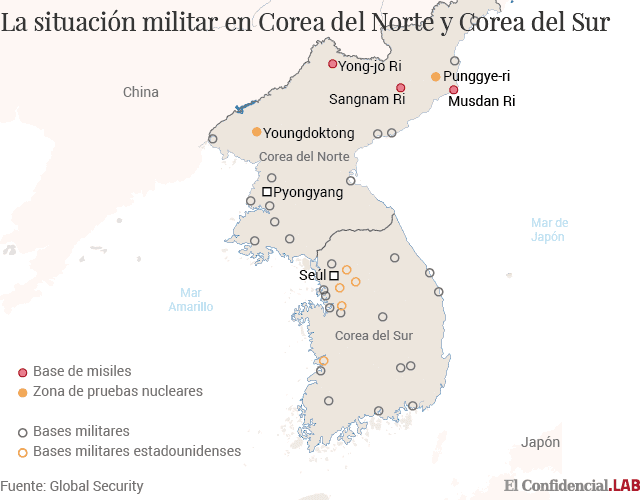 La situación militar en Corea del Norte y Corea del Sur
Yong-jo Ri
Punggye-ri
China
Sangnam Ri
Musdan Ri
Youngdoktong
Corea del Norte
Pyongyang
Mar de
Japón
Seúl
Mar
Amarillo
Corea del Sur
Base de misiles
Zona de pruebas nucleares
Bases militares
Japón
Bases militares estadounidenses
Fuente: Global Security
El Confidencial.LAB